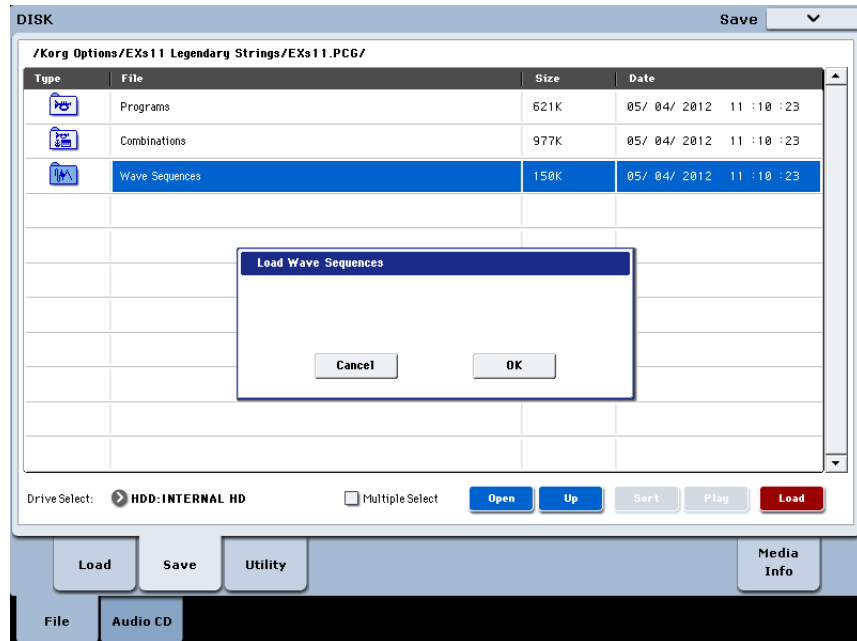 DISK Save
/Korg Options/EXs11 Legendary Strings/EXs11.PCG/
Type File Size Date
Programs 621K 05/ 04/ 2012 11 :10 :23
Combinations 977K 05/ 04/ 2012 11 :10 :23
Wave Sequences 150K 05/ 04/ 2012 11 :10 :23
Load Wave Sequences
Cancel OK
Drive Select: HDD:INTERNAL HD Multiple Select Open Up Sort Play Load
Load Save Utility Media
Info
File Audio CD